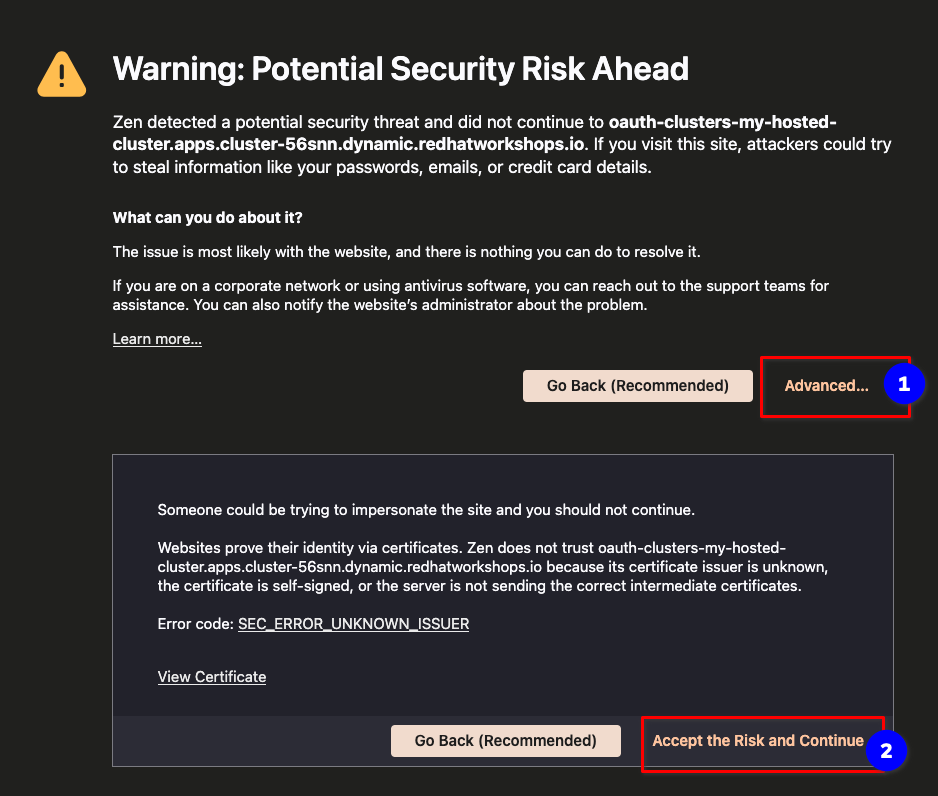 Warning: Potential Security Risk Ahead
Zen detected a potential security threat and did not continue to oauth-clusters-my-hosted-
cluster.apps.cluster-56snn.dynamic.redhatworkshops.io. If you visit this site, attackers could try
to steal information like your passwords, emails, or credit card details.
What can you do about it?
The issue is most likely with the website, and there is nothing you can do to resolve it.
If you are on a corporate network or using antivirus software, you can reach out to the support teams for
assistance. You can also notify the website’s administrator about the problem.
Learn more…
Go Back (Recommended) Advanced… 1
Someone could be trying to impersonate the site and you should not continue.
Websites prove their identity via certificates. Zen does not trust oauth-clusters-my-hosted-
cluster.apps.cluster-56snn.dynamic.redhatworkshops.io because its certificate issuer is unknown,
the certificate is self-signed, or the server is not sending the correct intermediate certificates.
Error code: SEC_ERROR_UNKNOWN_ISSUER
View Certificate
Go Back (Recommended) Accept the Risk and Continue 2